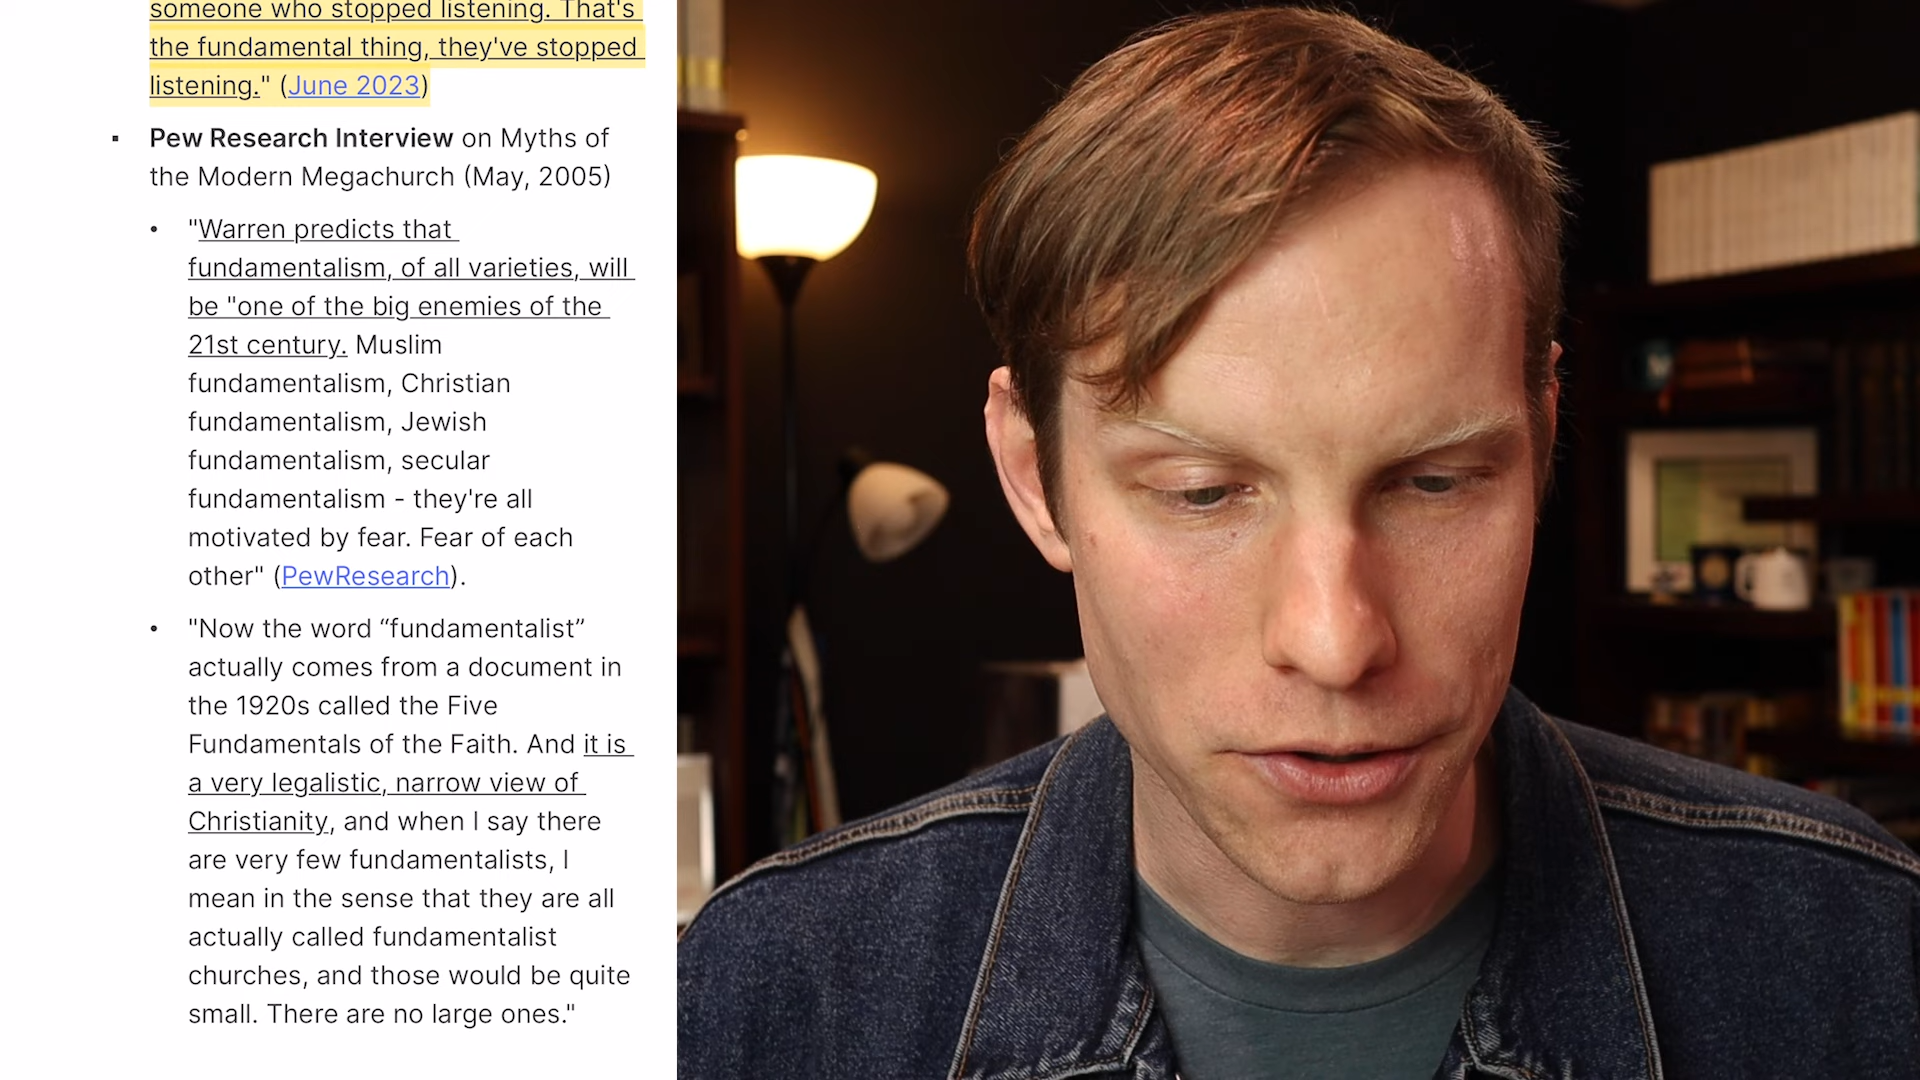 someone who stopped listening. That's
the fundamental thing, they've stopped
listening." (June 2023)
▪ Pew Research Interview on Myths of
the Modern Megachurch (May, 2005)
• "Warren predicts that
fundamentalism, of all varieties, will
be "one of the big enemies of the
21st century. Muslim
fundamentalism, Christian
fundamentalism, Jewish
fundamentalism, secular
fundamentalism - they're all
motivated by fear. Fear of each
other" (PewResearch).
• "Now the word “fundamentalist”
actually comes from a document in
the 1920s called the Five
Fundamentals of the Faith. And it is
a very legalistic, narrow view of
Christianity, and when I say there
are very few fundamentalists, I
mean in the sense that they are all
actually called fundamentalist
churches, and those would be quite
small. There are no large ones."